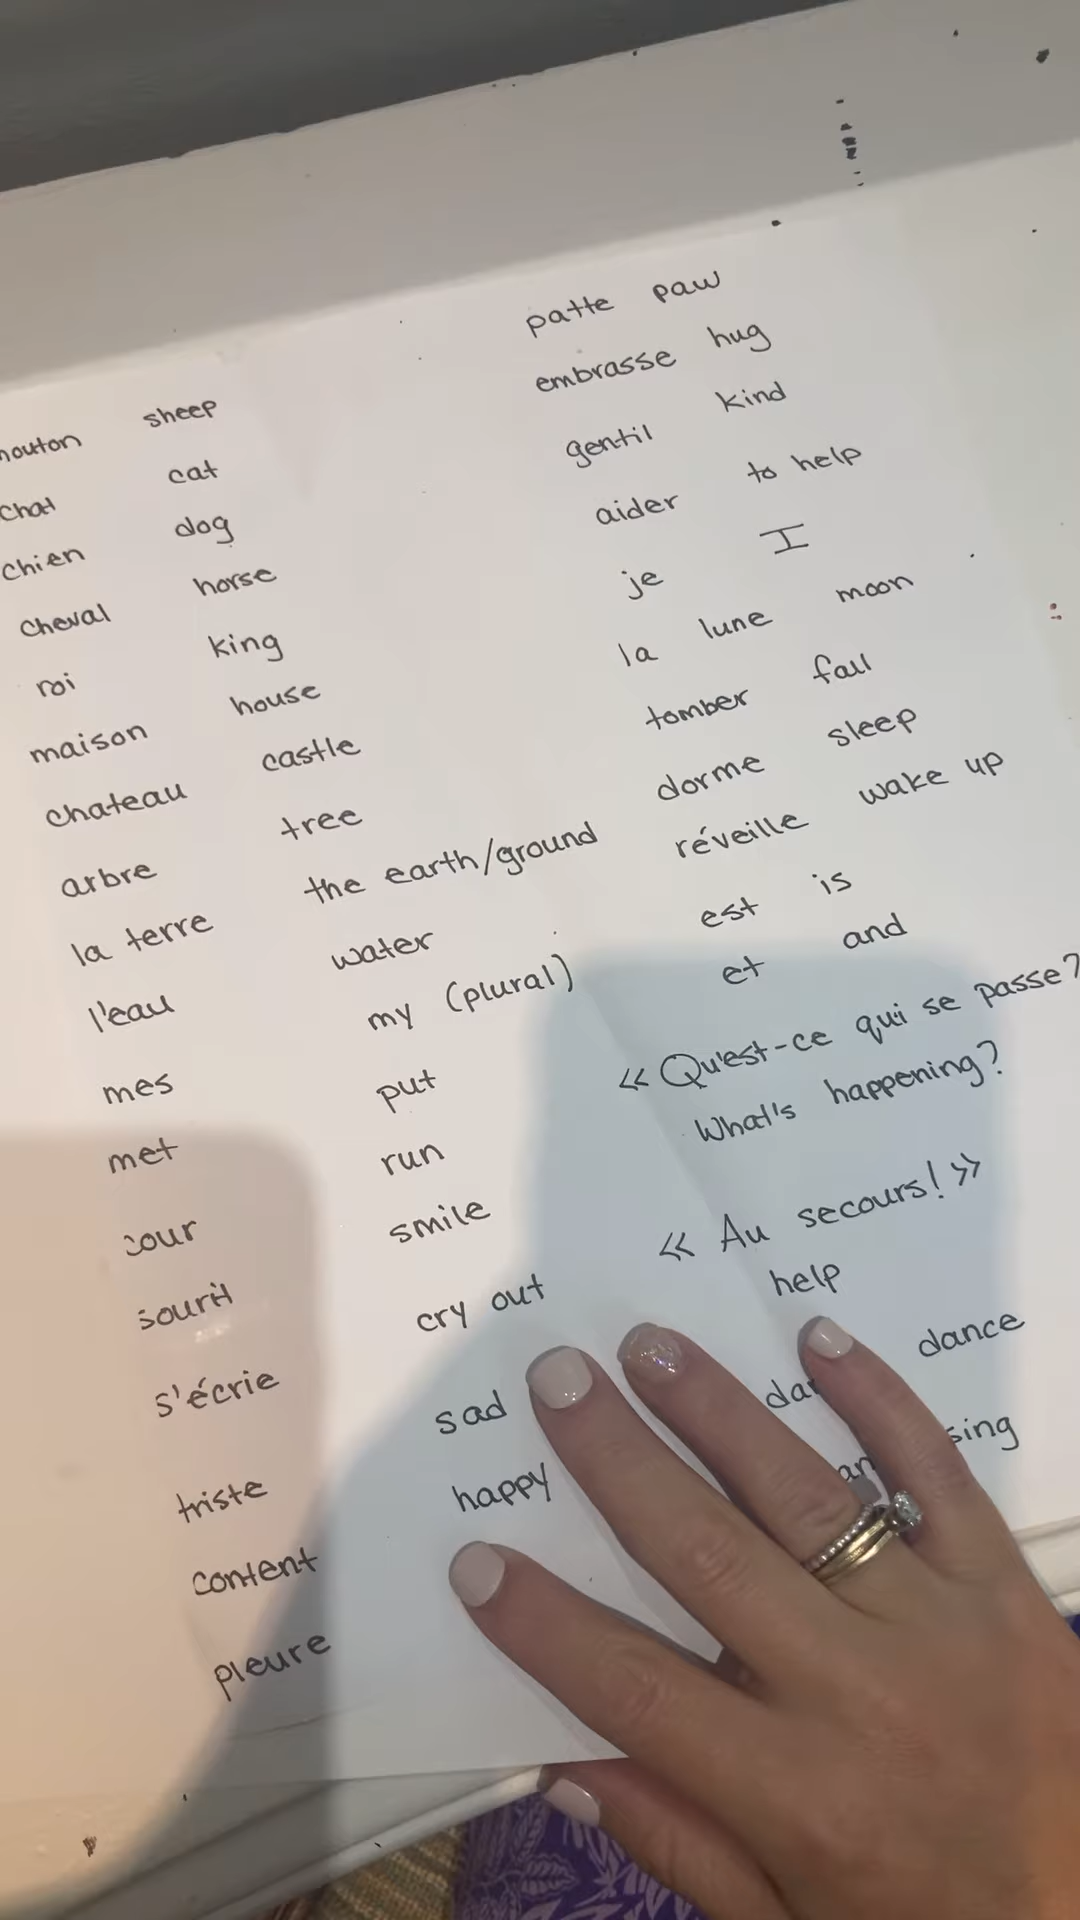 mouton sheep
chat cat
chien dog
cheval horse
roi king
maison house
chateau castle
arbre tree
la terre the earth/ground
l'eau water
mes my (plural)
met put
cour run
sourit smile
s'écrie cry out
triste sad
content happy
pleure
patte paw
embrasse hug
gentil kind
aider to help
je I
la lune moon
tomber fall
dorme sleep
réveille wake up
est is
et and
« Qu'est-ce qui se passe?
What's happening?
« Au secours! »
help
dance
sing